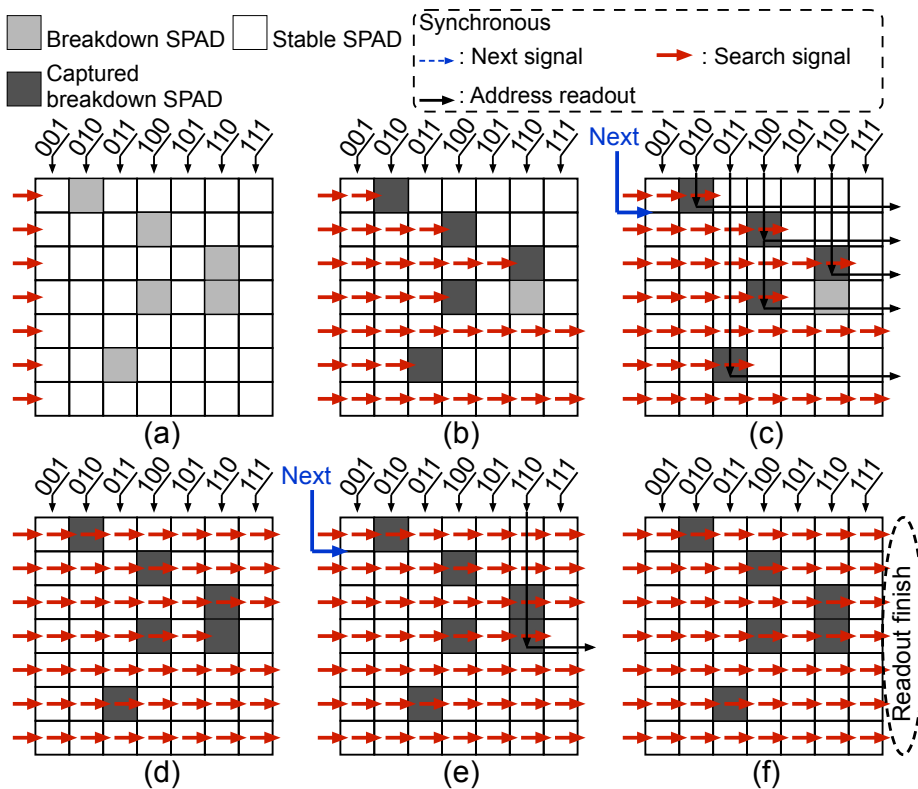 Breakdown SPAD
Stable SPAD
Captured
breakdown SPAD
Synchronous
: Next signal
: Search signal
: Address readout
001 010 011 100 101 110 111
001 010 011 100 101 110 111
Next
001 010 011 100 101 110 111
(a)
(b)
(c)
001 010 011 100 101 110 111
Next
001 010 011 100 101 110 111
001 010 011 100 101 110 111
Readout finish
(d)
(e)
(f)